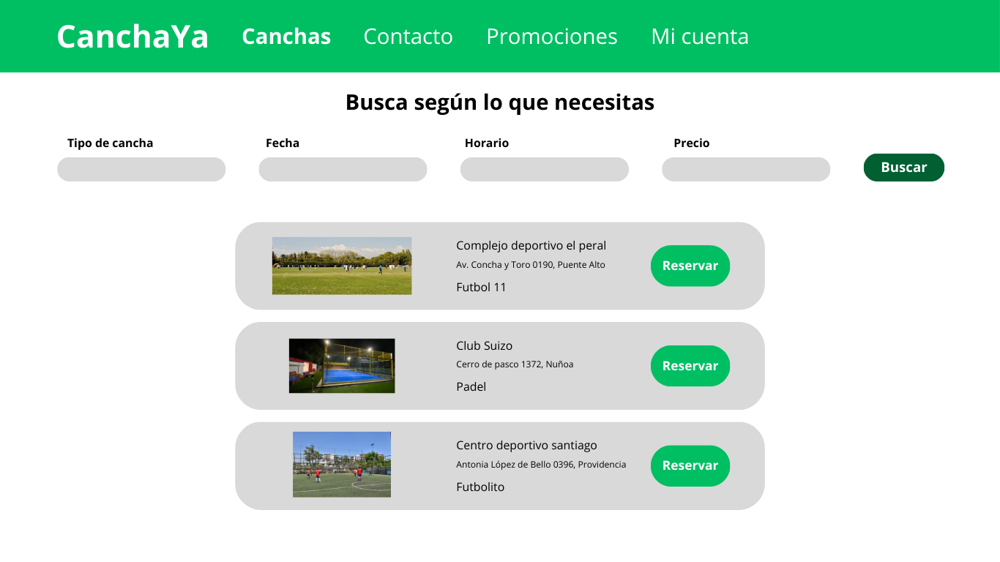 CanchaYa Canchas Contacto Promociones Mi cuenta
Busca según lo que necesitas
Tipo de cancha Fecha Horario Precio
Buscar
Complejo deportivo el peral
Av. Concha y Toro 0190, Puente Alto
Futbol 11
Reservar
Club Suizo
Cerro de pasco 1372, Nuñoa
Padel
Reservar
Centro deportivo santiago
Antonia López de Bello 0396, Providencia
Futbolito
Reservar